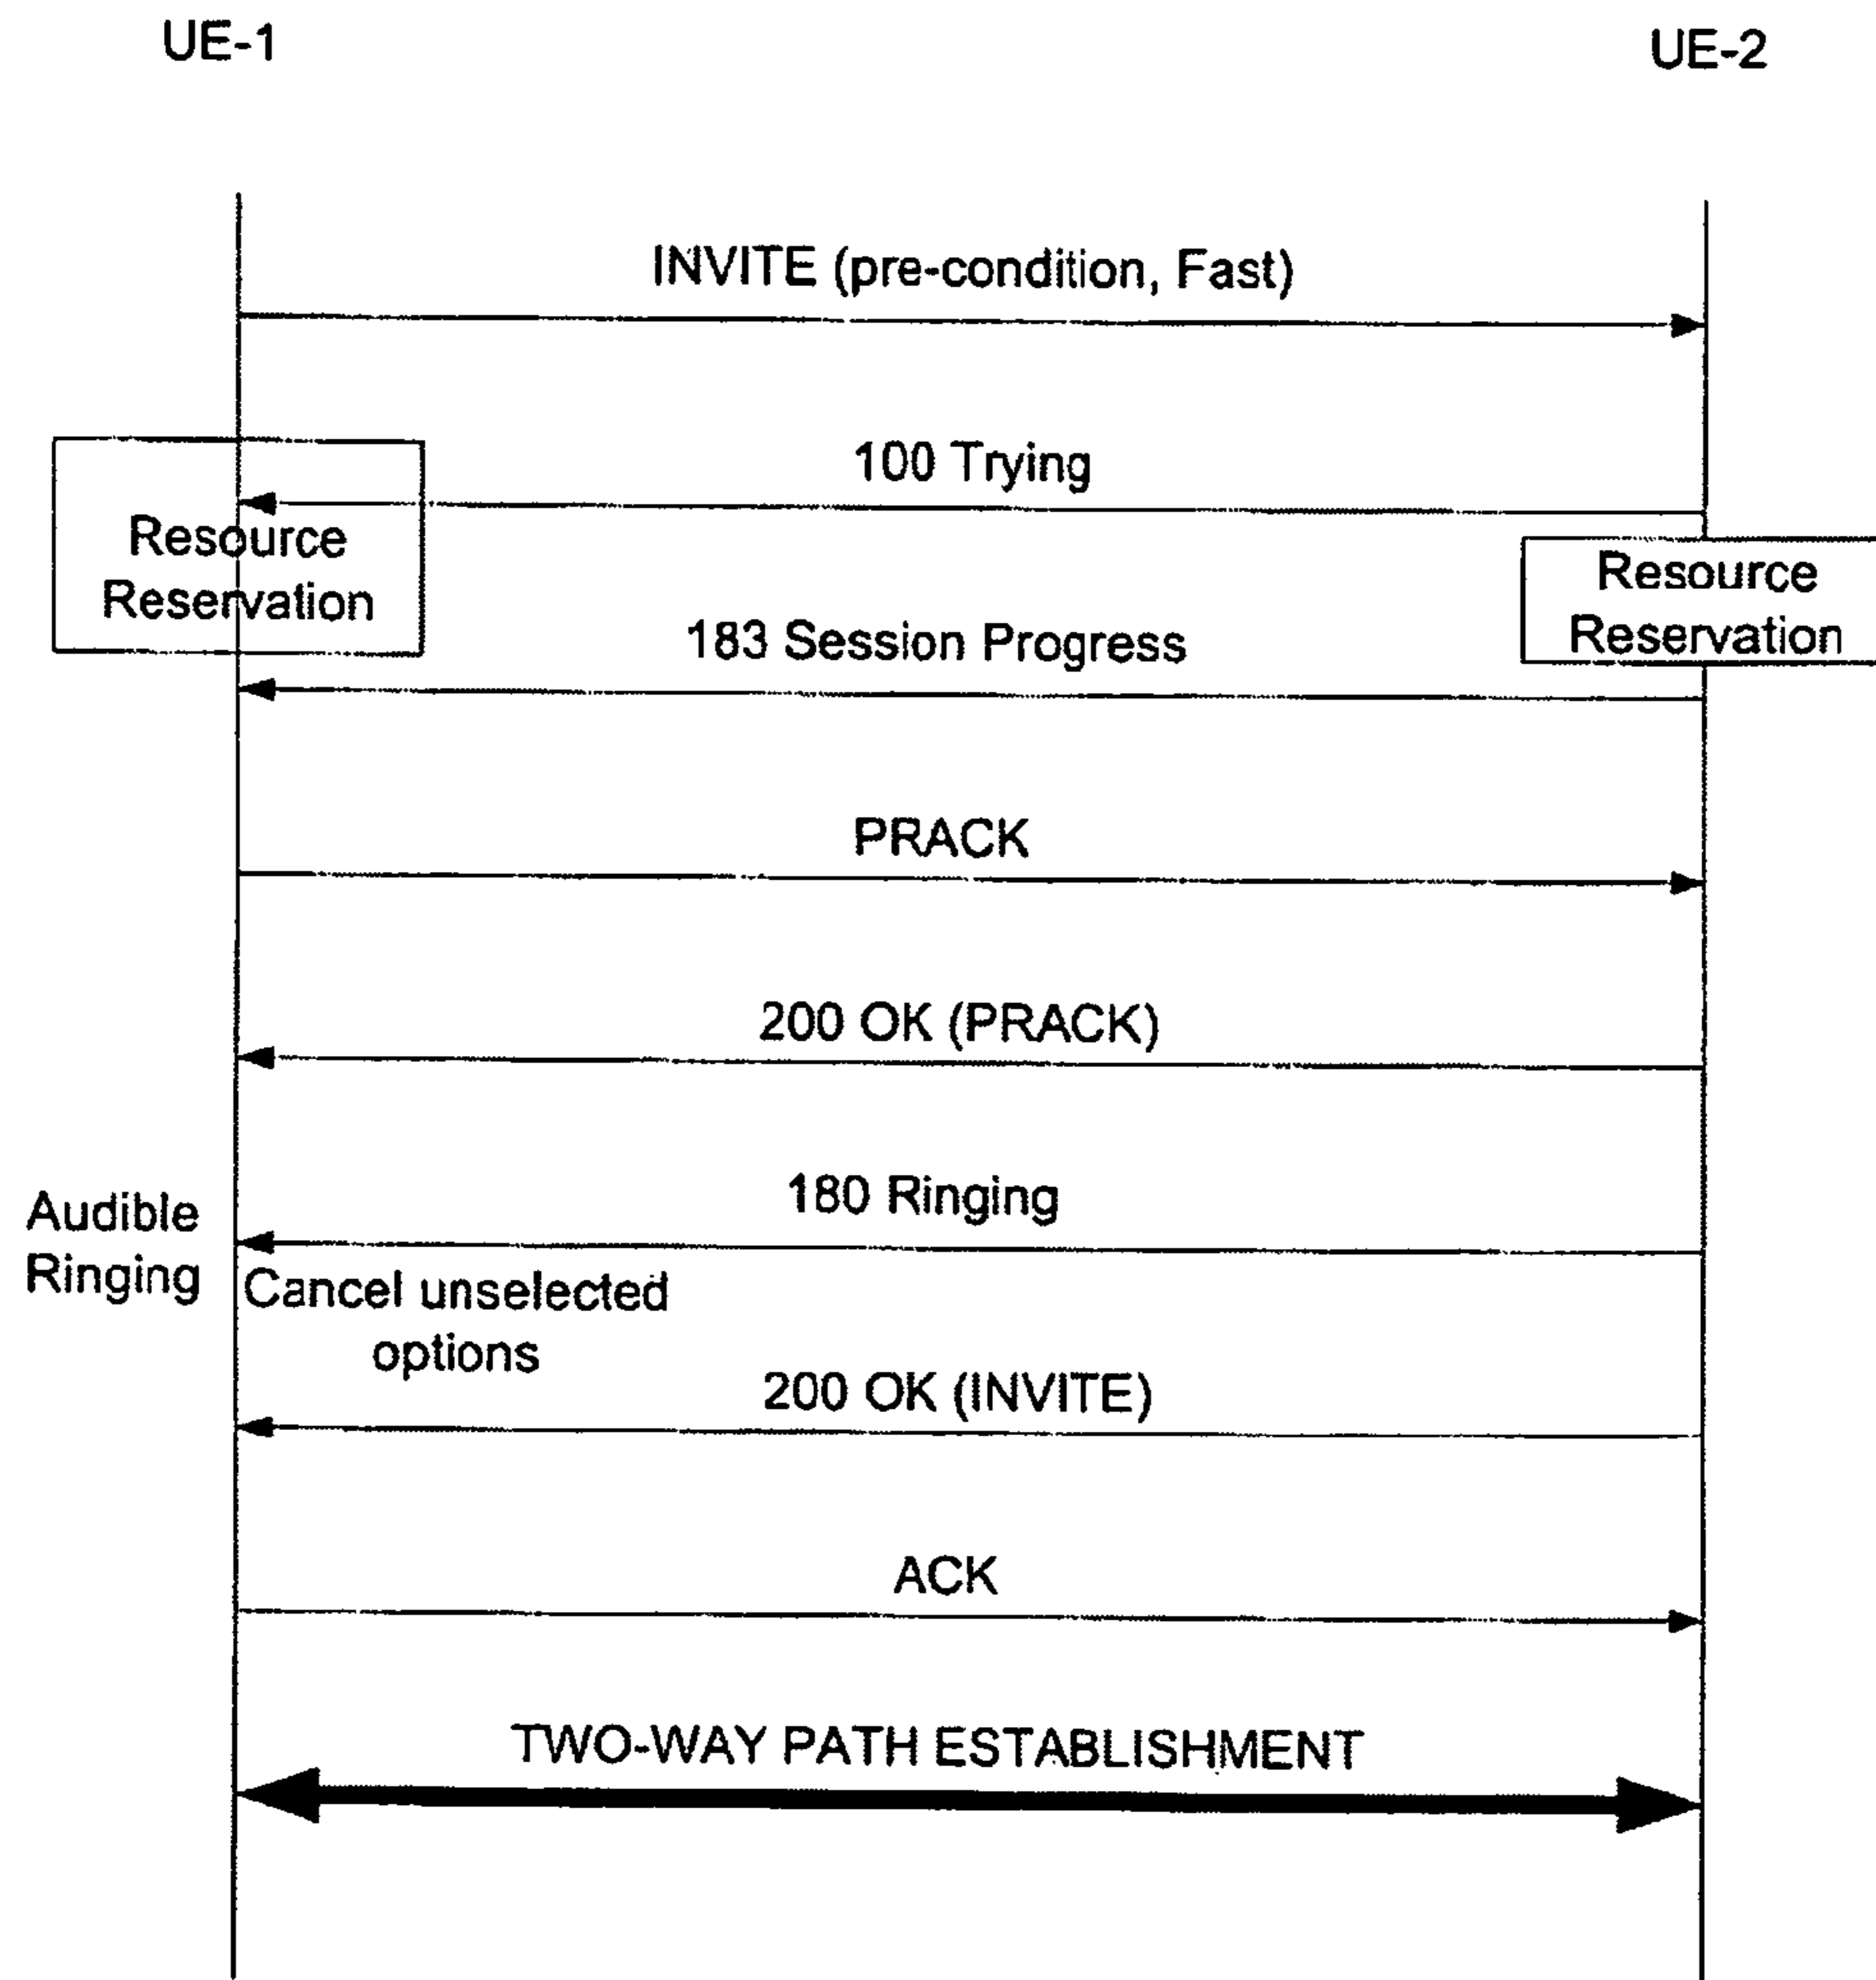 UE-1
UE-2
INVITE (pre-condition, Fast)
100 Trying
Resource
Reservation
Resource
Reservation
183 Session Progress
PRACK
200 OK (PRACK)
180 Ringing
Audible
Ringing
Cancel unselected
options
200 OK (INVITE)
ACK
TWO-WAY PATH ESTABLISHMENT